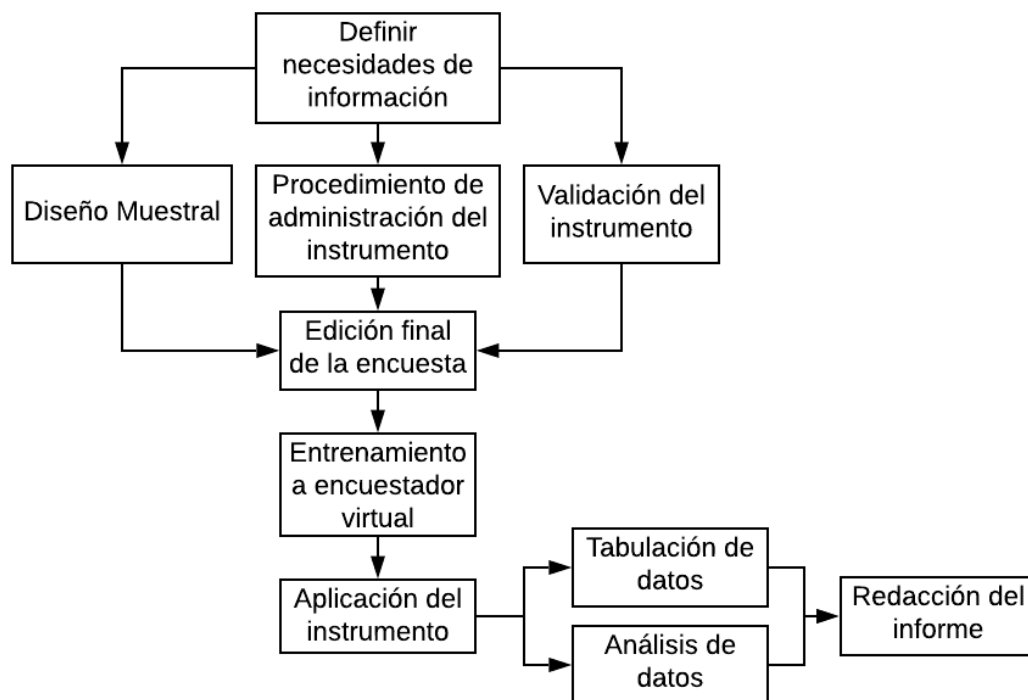 Definir
necesidades de
información
Diseño Muestral
Procedimiento de
administración del
instrumento
Validación del
instrumento
Edición final
de la encuesta
Entrenamiento
a encuestador
virtual
Aplicación del
instrumento
Tabulación de
datos
Análisis de
datos
Redacción del
informe